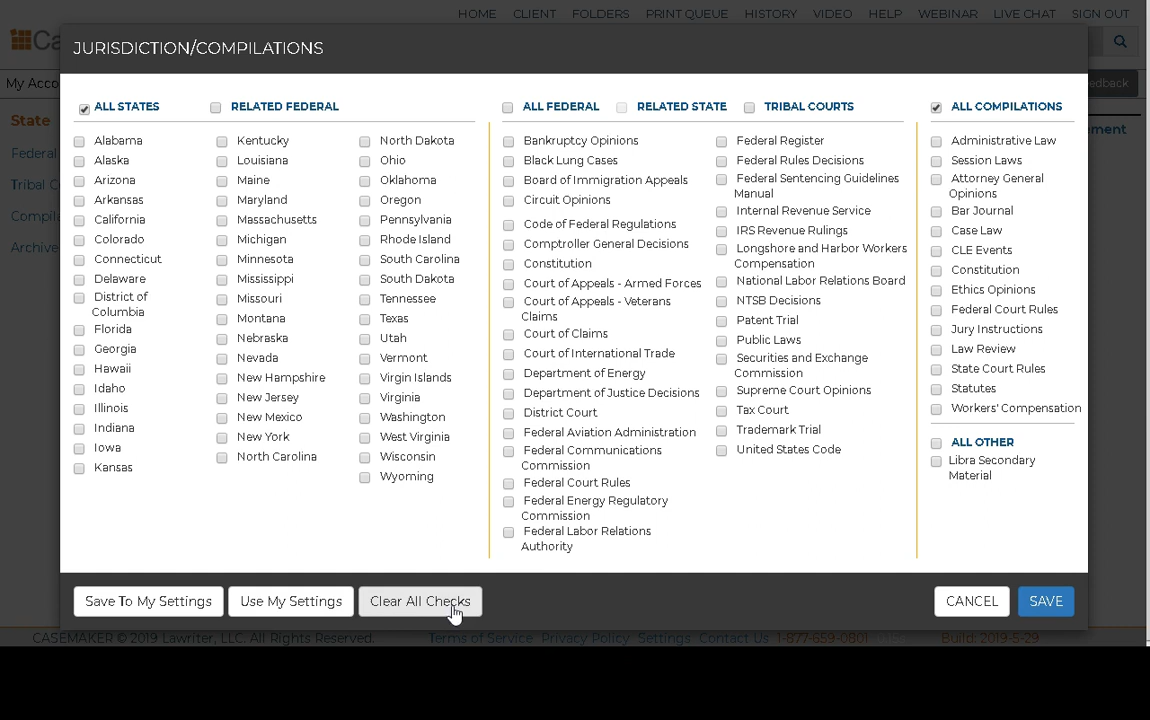 HOME CLIENT FOLDERS PRINT QUEUE HISTORY VIDEO HELP WEBINAR LIVE CHAT SIGN OUT
JURISDICTION/COMPILATIONS
My Acco
edback
State
Federal
Tribal C
Compil
Archive
ement
ALL STATES RELATED FEDERAL
Alabama
Alaska
Arizona
Arkansas
California
Colorado
Connecticut
Delaware
District of
Columbia
Florida
Georgia
Hawaii
Idaho
Illinois
Indiana
Iowa
Kansas
Kentucky
Louisiana
Maine
Maryland
Massachusetts
Michigan
Minnesota
Mississippi
Missouri
Montana
Nebraska
Nevada
New Hampshire
New Jersey
New Mexico
New York
North Carolina
North Dakota
Ohio
Oklahoma
Oregon
Pennsylvania
Rhode Island
South Carolina
South Dakota
Tennessee
Texas
Utah
Vermont
Virgin Islands
Virginia
Washington
West Virginia
Wisconsin
Wyoming
ALL FEDERAL RELATED STATE TRIBAL COURTS
Bankruptcy Opinions
Black Lung Cases
Board of Immigration Appeals
Circuit Opinions
Code of Federal Regulations
Comptroller General Decisions
Constitution
Court of Appeals - Armed Forces
Court of Appeals - Veterans
Claims
Court of Claims
Court of International Trade
Department of Energy
Department of Justice Decisions
District Court
Federal Aviation Administration
Federal Communications
Commission
Federal Court Rules
Federal Energy Regulatory
Commission
Federal Labor Relations
Authority
Federal Register
Federal Rules Decisions
Federal Sentencing Guidelines
Manual
Internal Revenue Service
IRS Revenue Rulings
Longshore and Harbor Workers
Compensation
National Labor Relations Board
NTSB Decisions
Patent Trial
Public Laws
Securities and Exchange
Commission
Supreme Court Opinions
Tax Court
Trademark Trial
United States Code
ALL COMPILATIONS
Administrative Law
Session Laws
Attorney General
Opinions
Bar Journal
Case Law
CLE Events
Constitution
Ethics Opinions
Federal Court Rules
Jury Instructions
Law Review
State Court Rules
Statutes
Workers' Compensation
ALL OTHER
Libra Secondary
Material
Save To My Settings Use My Settings Clear All Checks CANCEL SAVE
CASEMAKER © 2019 Lawriter, LLC. All Rights Reserved. Terms of Service Privacy Policy Settings Contact Us 1-877-659-0801 Build: 2019-5-29